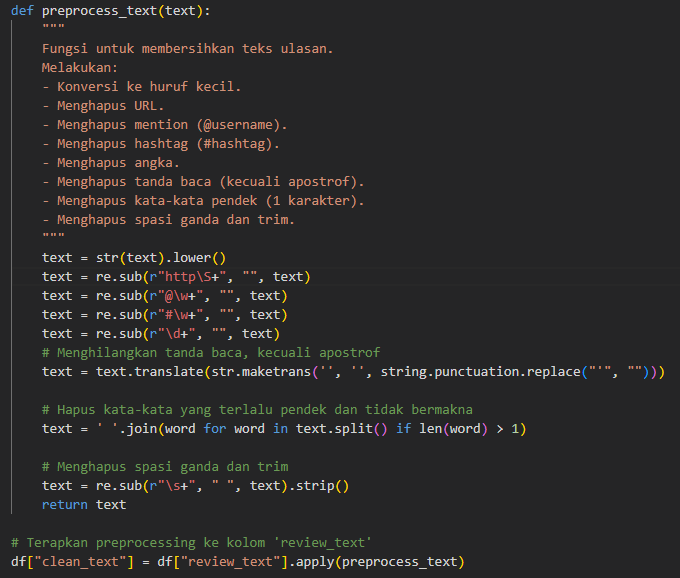 def preprocess_text(text):
    """
    Fungsi untuk membersihkan teks ulasan.
    Melakukan:
    - Konversi ke huruf kecil.
    - Menghapus URL.
    - Menghapus mention (@username).
    - Menghapus hashtag (#hashtag).
    - Menghapus angka.
    - Menghapus tanda baca (kecuali apostrof).
    - Menghapus kata-kata pendek (1 karakter).
    - Menghapus spasi ganda dan trim.
    """
    text = str(text).lower()
    text = re.sub(r"http\S+", "", text)
    text = re.sub(r"@\w+", "", text)
    text = re.sub(r"#\w+", "", text)
    text = re.sub(r"\d+", "", text)
    # Menghilangkan tanda baca, kecuali apostrof
    text = text.translate(str.maketrans('', '', string.punctuation.replace("'", "")))
    # Hapus kata-kata yang terlalu pendek dan tidak bermakna
    text = ' '.join(word for word in text.split() if len(word) > 1)
    # Menghapus spasi ganda dan trim
    text = re.sub(r"\s+", " ", text).strip()
    return text
# Terapkan preprocessing ke kolom 'review_text'
df["clean_text"] = df["review_text"].apply(preprocess_text)